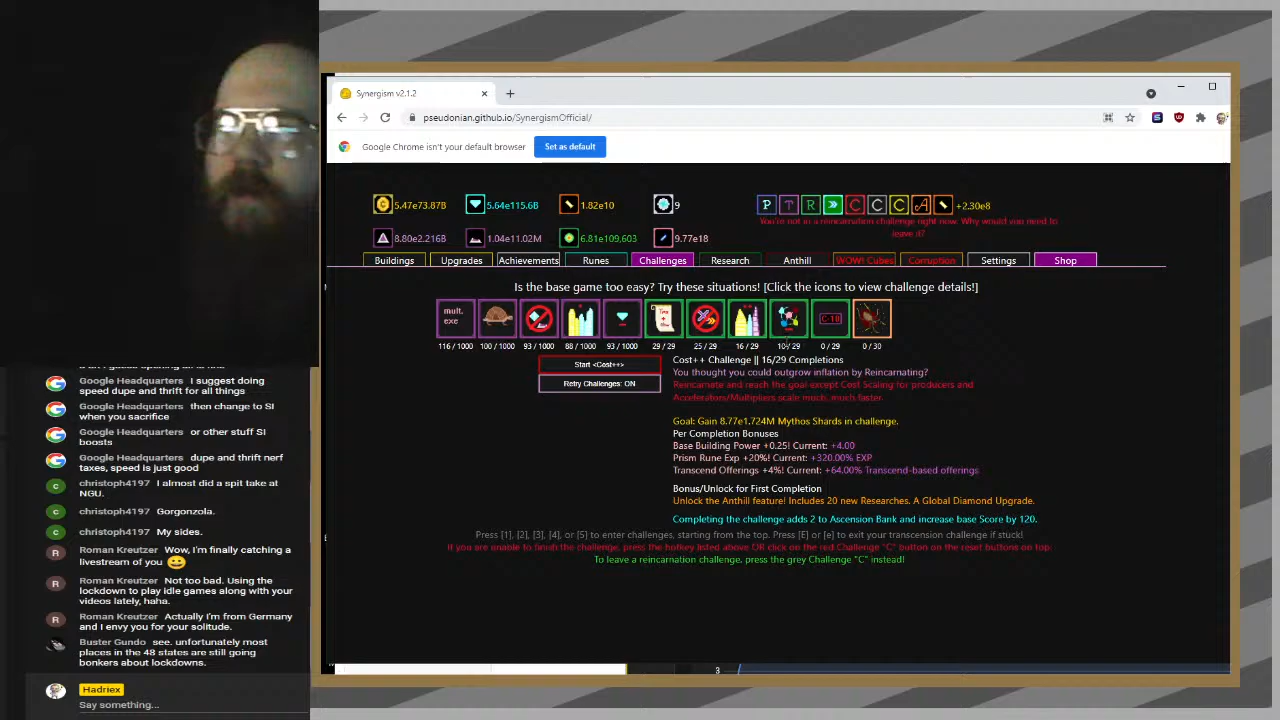 Synergism v2.1.2
pseudonian.github.io/SynergismOfficial/
Google Chrome isn't your default browser
Set as default
5.47e73.87B
5.64e115.6B
1.82e10
9
P T R C C C A +2.30e8
You're not in a reincarnation challenge right now. Why would you need to
leave it?
8.80e2.216B
1.04e11.02M
6.81e109,603
9.77e18
Buildings
Upgrades
Achievements
Runes
Challenges
Research
Anthill
WOW! Cubes
Corruption
Settings
Shop
Is the base game too easy? Try these situations! [Click the icons to view challenge details!]
mult.
exe
C-10
116 / 1000
100 / 1000
93 / 1000
88 / 1000
93 / 1000
29 / 29
25 / 29
16 / 29
10 / 29
0 / 29
0 / 30
Start <Cost++>
Retry Challenges: ON
Cost++ Challenge || 16/29 Completions
You thought you could outgrow inflation by Reincarnating?
Reincarnate and reach the goal except Cost Scaling for producers and
Accelerators/Multipliers scale much, much faster.
Goal: Gain 8.77e1.724M Mythos Shards in challenge.
Per Completion Bonuses
Base Building Power +0.25! Current: +4.00
Prism Rune Exp +20%! Current: +320.00% EXP
Transcend Offerings +4%! Current: +64.00% Transcend-based offerings
Bonus/Unlock for First Completion
Unlock the Anthill feature! Includes 20 new Researches. A Global Diamond Upgrade.
Completing the challenge adds 2 to Ascension Bank and increase base Score by 120.
Press [1], [2], [3], [4], or [5] to enter challenges, starting from the top. Press [E] or [e] to exit your transcension challenge if stuck!
If you are unable to finish the challenge, press the hotkey listed above OR click on the red Challenge "C" button on the reset buttons on top.
To leave a reincarnation challenge, press the grey Challenge "C" instead!
3
Google Headquarters I suggest doing
speed dupe and thrift for all things
Google Headquarters then change to SI
when you sacrifice
Google Headquarters or other stuff SI
boosts
Google Headquarters dupe and thrift nerf
taxes, speed is just good
christoph4197 I almost did a spit take at
NGU.
christoph4197 Gorgonzola.
christoph4197 My sides.
Roman Kreutzer Wow, I'm finally catching a
livestream of you
Roman Kreutzer Not too bad. Using the
lockdown to play idle games along with your
videos lately, haha.
Roman Kreutzer Actually I'm from Germany
and I envy you for your solitude.
Buster Gundo see. unfortunately most
places in the 48 states are still going
bonkers about lockdowns.
Hadriex
Say something...